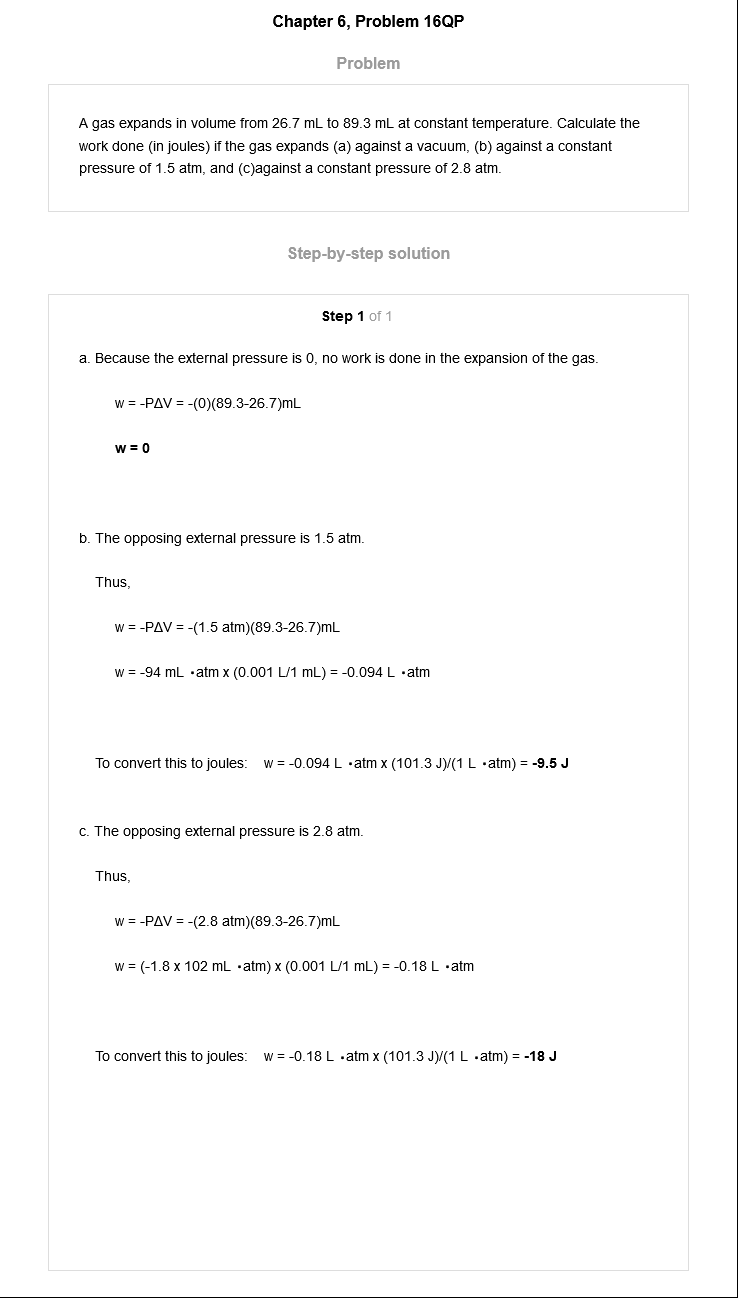 Chapter 6, Problem 16QP
Problem
A gas expands in volume from 26.7 mL to 89.3 mL at constant temperature. Calculate the
work done (in joules) if the gas expands (a) against a vacuum, (b) against a constant
pressure of 1.5 atm, and (c)against a constant pressure of 2.8 atm.
Step-by-step solution
Step 1 of 1
a. Because the external pressure is 0, no work is done in the expansion of the gas.
w = -PΔV = -(0)(89.3-26.7)mL
w = 0
b. The opposing external pressure is 1.5 atm.
Thus,
w = -PΔV = -(1.5 atm)(89.3-26.7)mL
w = -94 mL •atm x (0.001 L/1 mL) = -0.094 L •atm
To convert this to joules: w = -0.094 L •atm x (101.3 J)/(1 L •atm) = -9.5 J
c. The opposing external pressure is 2.8 atm.
Thus,
w = -PΔV = -(2.8 atm)(89.3-26.7)mL
w = (-1.8 x 102 mL •atm) x (0.001 L/1 mL) = -0.18 L •atm
To convert this to joules: w = -0.18 L •atm x (101.3 J)/(1 L •atm) = -18 J